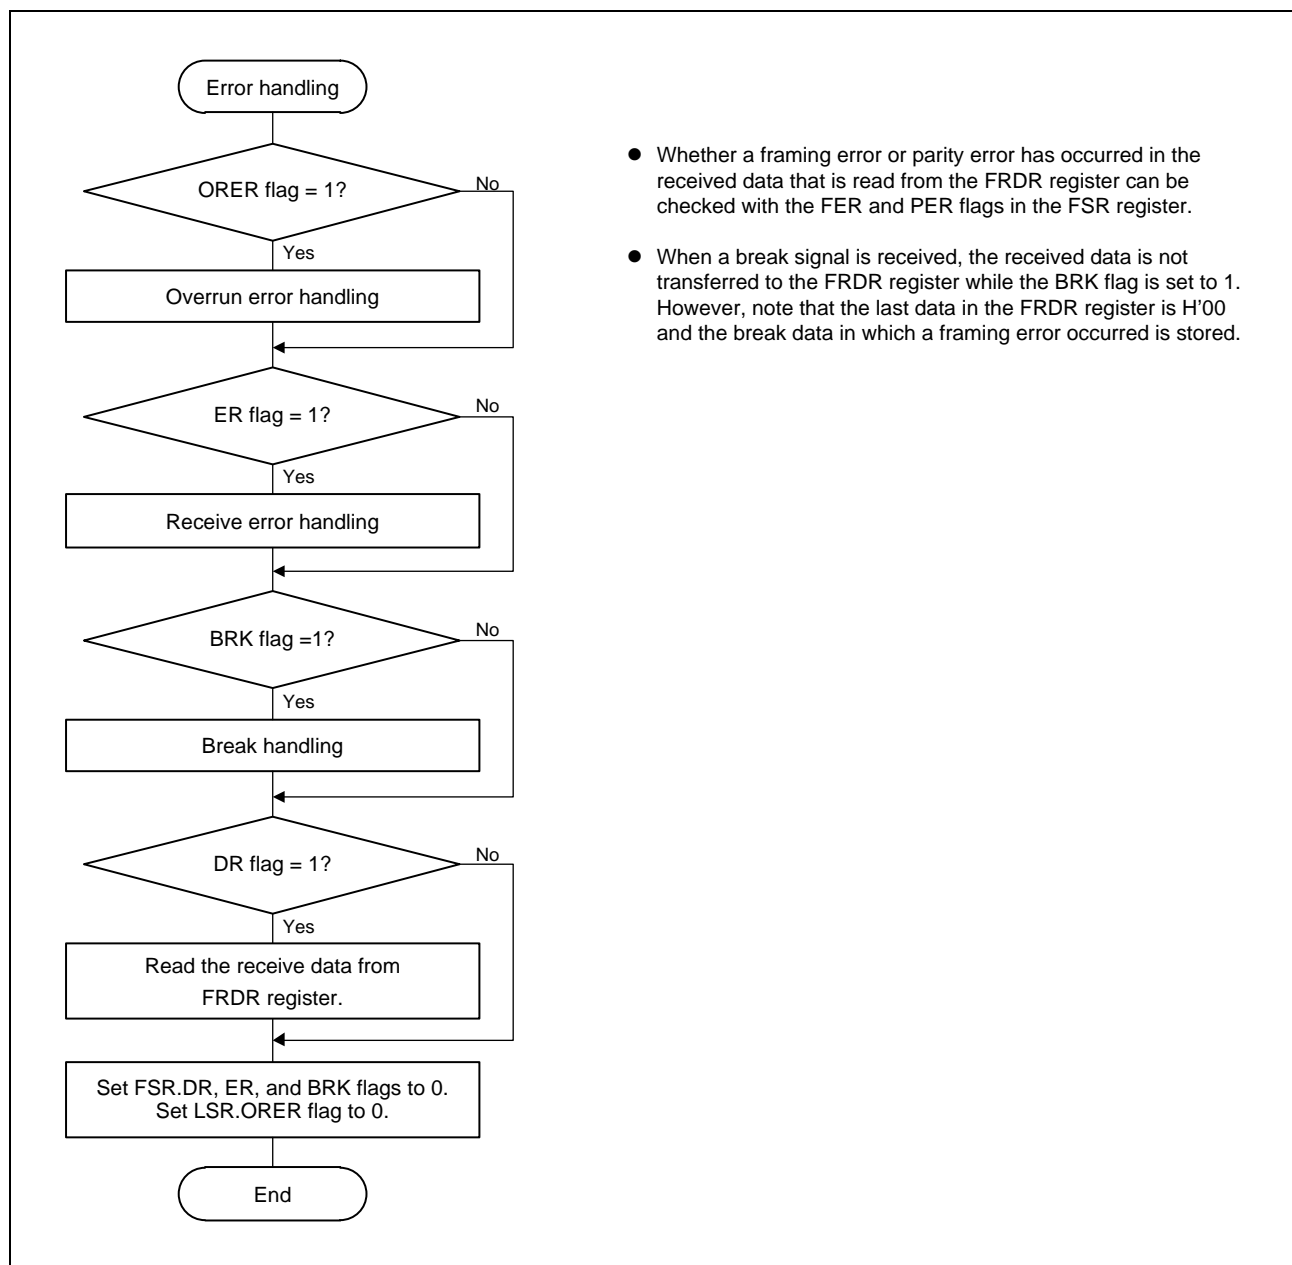 Error handling
ORER flag = 1?
No
Yes
Overrun error handling
ER flag = 1?
No
Yes
Receive error handling
BRK flag =1?
No
Yes
Break handling
DR flag = 1?
No
Yes
Read the receive data from
FRDR register.
Set FSR.DR, ER, and BRK flags to 0.
Set LSR.ORER flag to 0.
End
● Whether a framing error or parity error has occurred in the
received data that is read from the FRDR register can be
checked with the FER and PER flags in the FSR register.
● When a break signal is received, the received data is not
transferred to the FRDR register while the BRK flag is set to 1.
However, note that the last data in the FRDR register is H'00
and the break data in which a framing error occurred is stored.